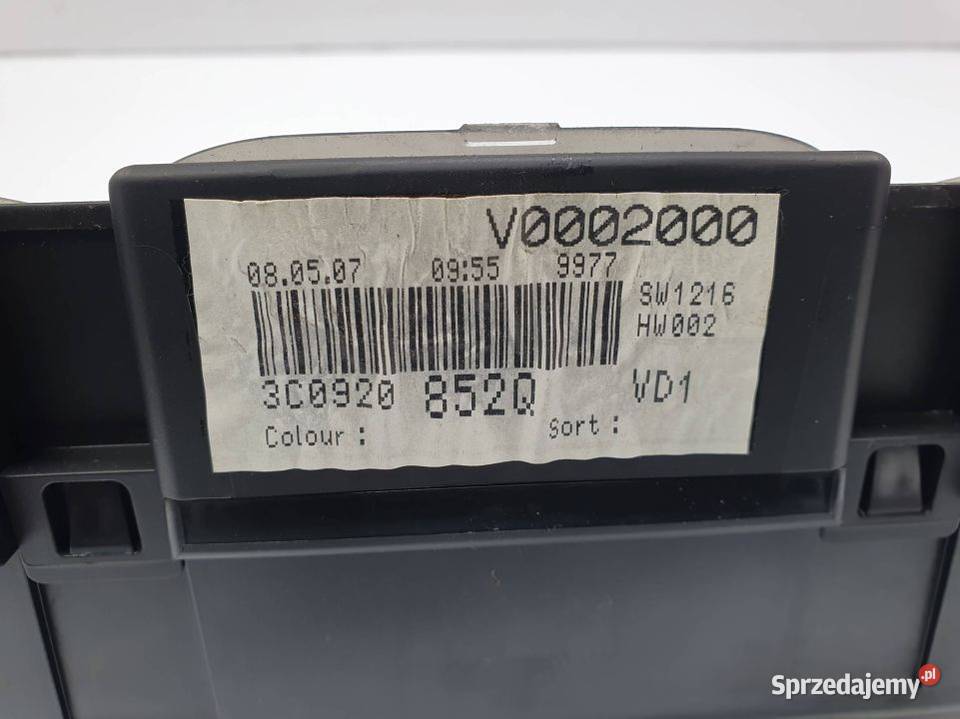 V0002000
08.05.07 09:55 9977
SW1216
HW002
3C0920 852Q VD1
Colour : Sort :
Sprzedajemy.pl